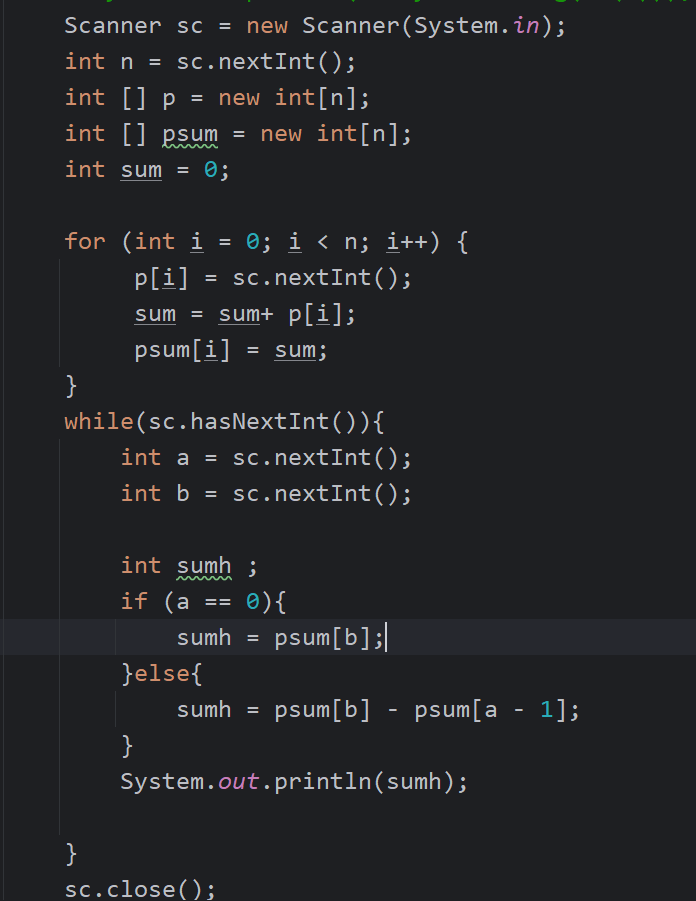 Scanner sc = new Scanner(System.in);
int n = sc.nextInt();
int [] p = new int[n];
int [] psum = new int[n];
int sum = 0;
for (int i = 0; i < n; i++) {
p[i] = sc.nextInt();
sum = sum+ p[i];
psum[i] = sum;
}
while(sc.hasNextInt()){
int a = sc.nextInt();
int b = sc.nextInt();
int sumh ;
if (a == 0){
sumh = psum[b];
}else{
sumh = psum[b] - psum[a - 1];
}
System.out.println(sumh);
}
sc.close();